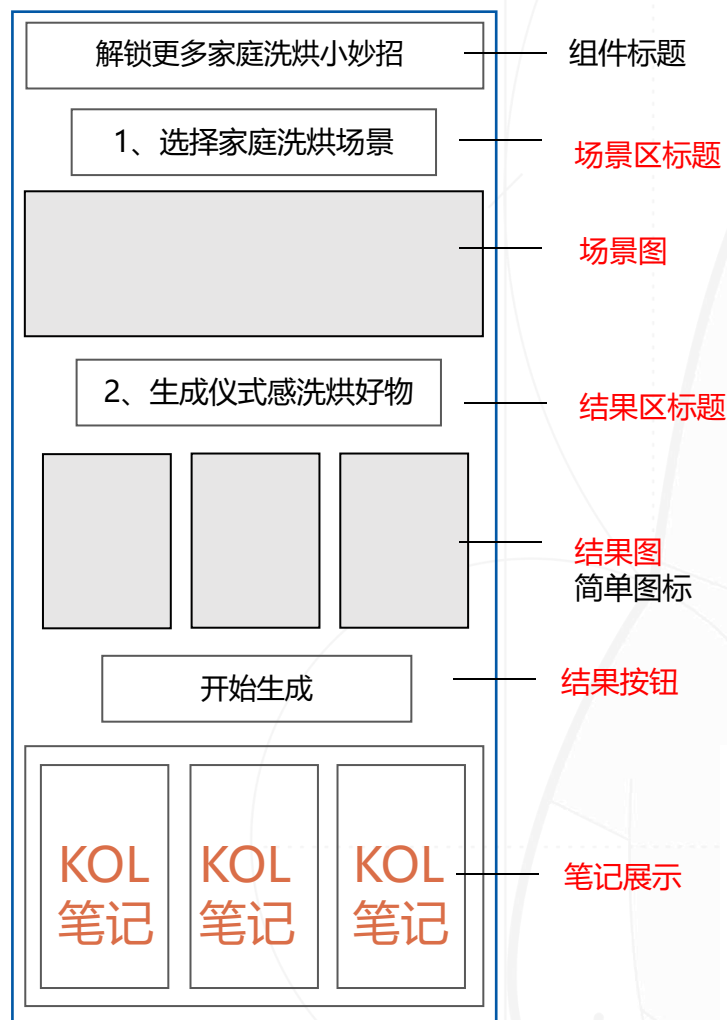 解锁更多家庭洗烘小妙招
组件标题
1、选择家庭洗烘场景
场景区标题
场景图
2、生成仪式感洗烘好物
结果区标题
结果图
简单图标
开始生成
结果按钮
KOL
笔记
KOL
笔记
KOL
笔记
笔记展示